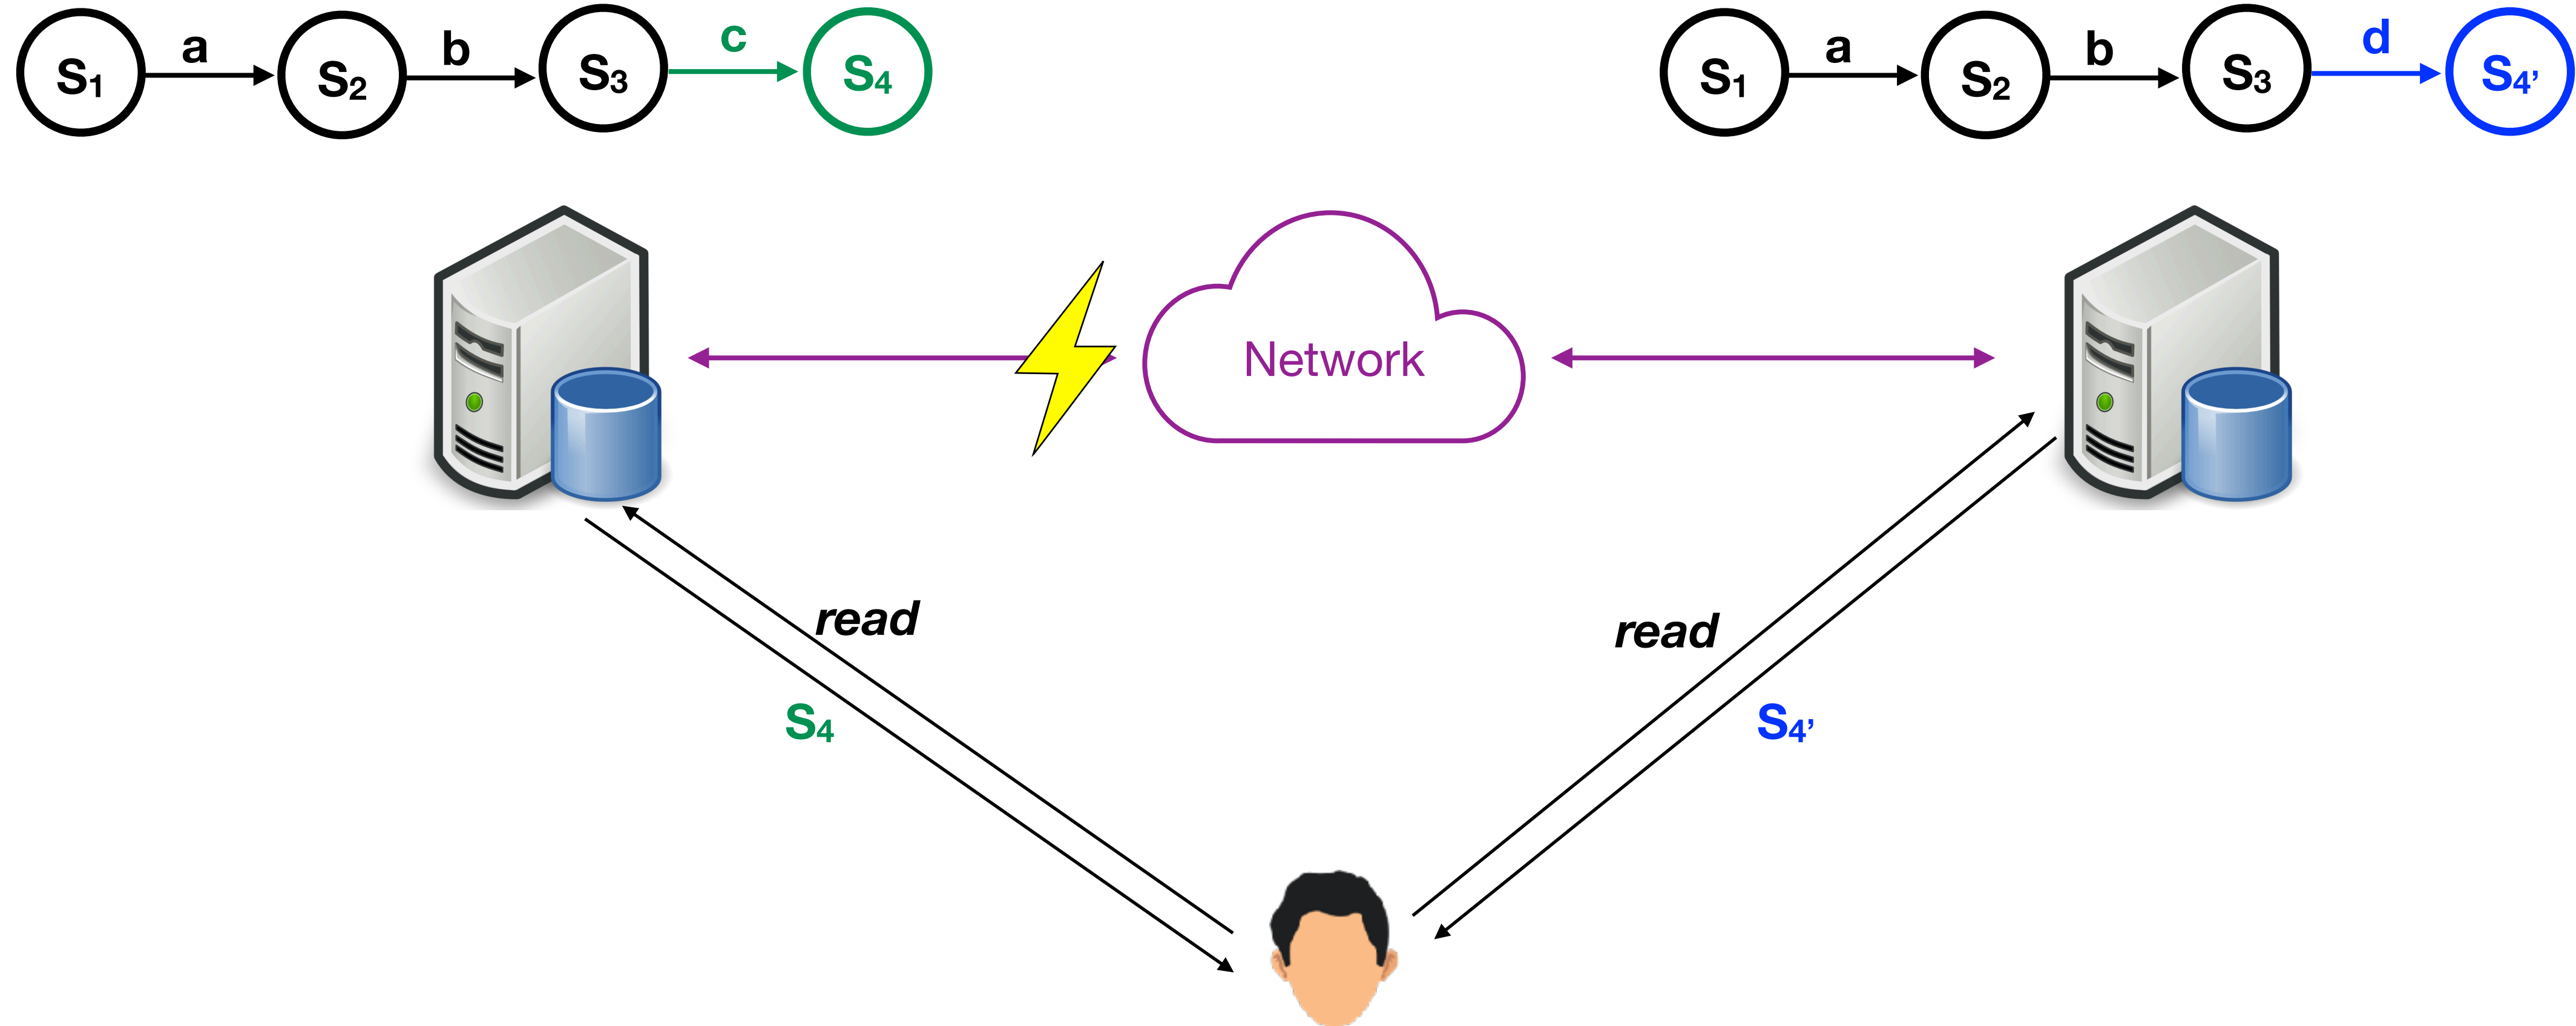 S₁ a S₂ b S₃ c S₄
S₁ a S₂ b S₃ d S₄’
Network
read
read
S₄
S₄’